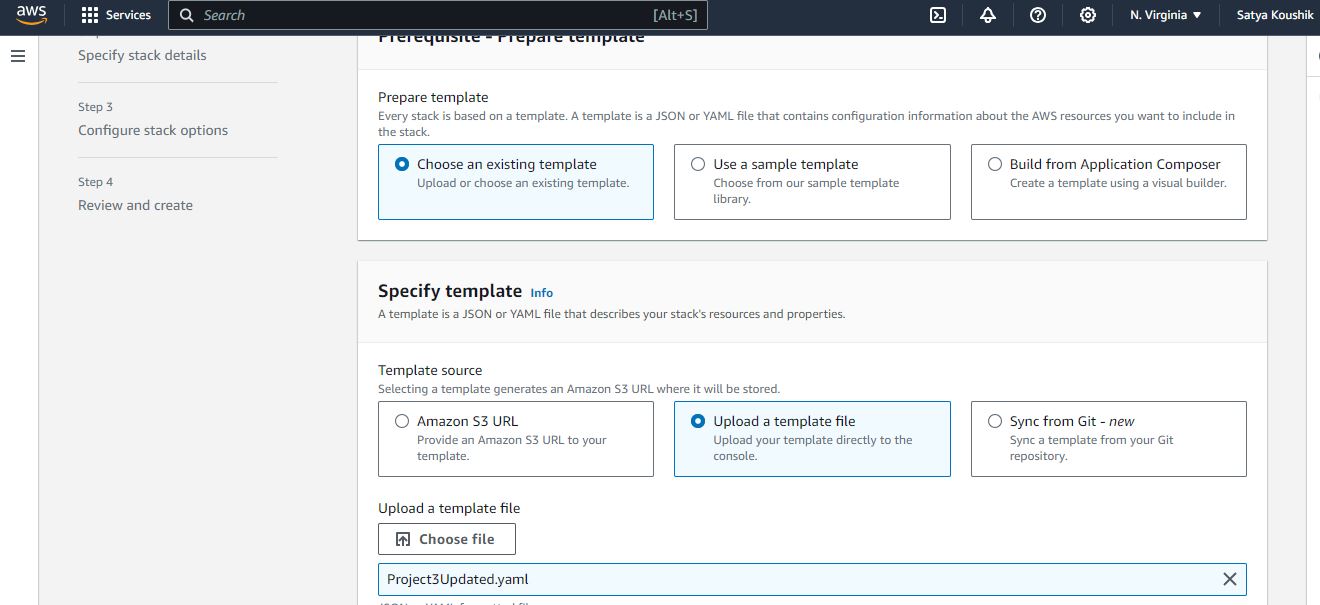 aws
Services
Search
[Alt+S]
N. Virginia
Satya Koushik
Specify stack details
Step 3
Configure stack options
Step 4
Review and create
Prerequisite - Prepare template
Prepare template
Every stack is based on a template. A template is a JSON or YAML file that contains configuration information about the AWS resources you want to include in
the stack.
Choose an existing template
Upload or choose an existing template.
Use a sample template
Choose from our sample template
library.
Build from Application Composer
Create a template using a visual builder.
Specify template Info
A template is a JSON or YAML file that describes your stack's resources and properties.
Template source
Selecting a template generates an Amazon S3 URL where it will be stored.
Amazon S3 URL
Provide an Amazon S3 URL to your
template.
Upload a template file
Upload your template directly to the
console.
Sync from Git - new
Sync a template from your Git
repository.
Upload a template file
Choose file
Project3Updated.yaml